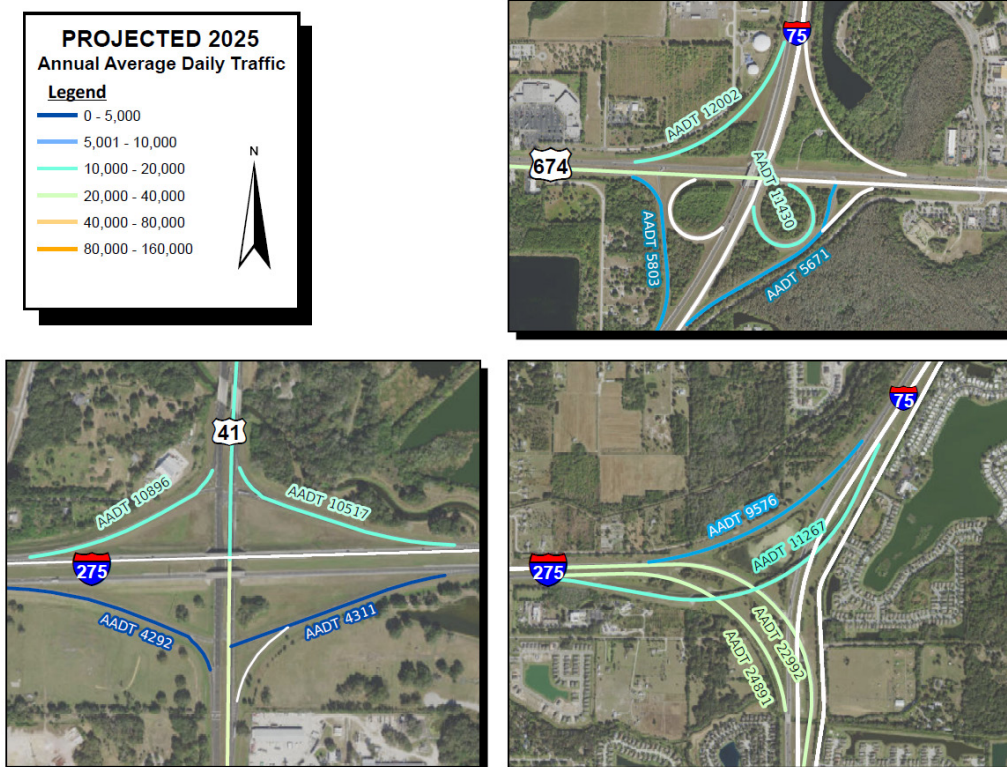 PROJECTED 2025
Annual Average Daily Traffic
Legend
0 - 5,000
5,001 - 10,000
10,000 - 20,000
20,000 - 40,000
40,000 - 80,000
80,000 - 160,000
N
75
AADT 12002
674
AADT 11430
AADT 5803
AADT 5671
41
AADT 10896
AADT 10517
275
AADT 4292
AADT 4311
75
AADT 9576
AADT 11267
275
AADT 22992
AADT 24891